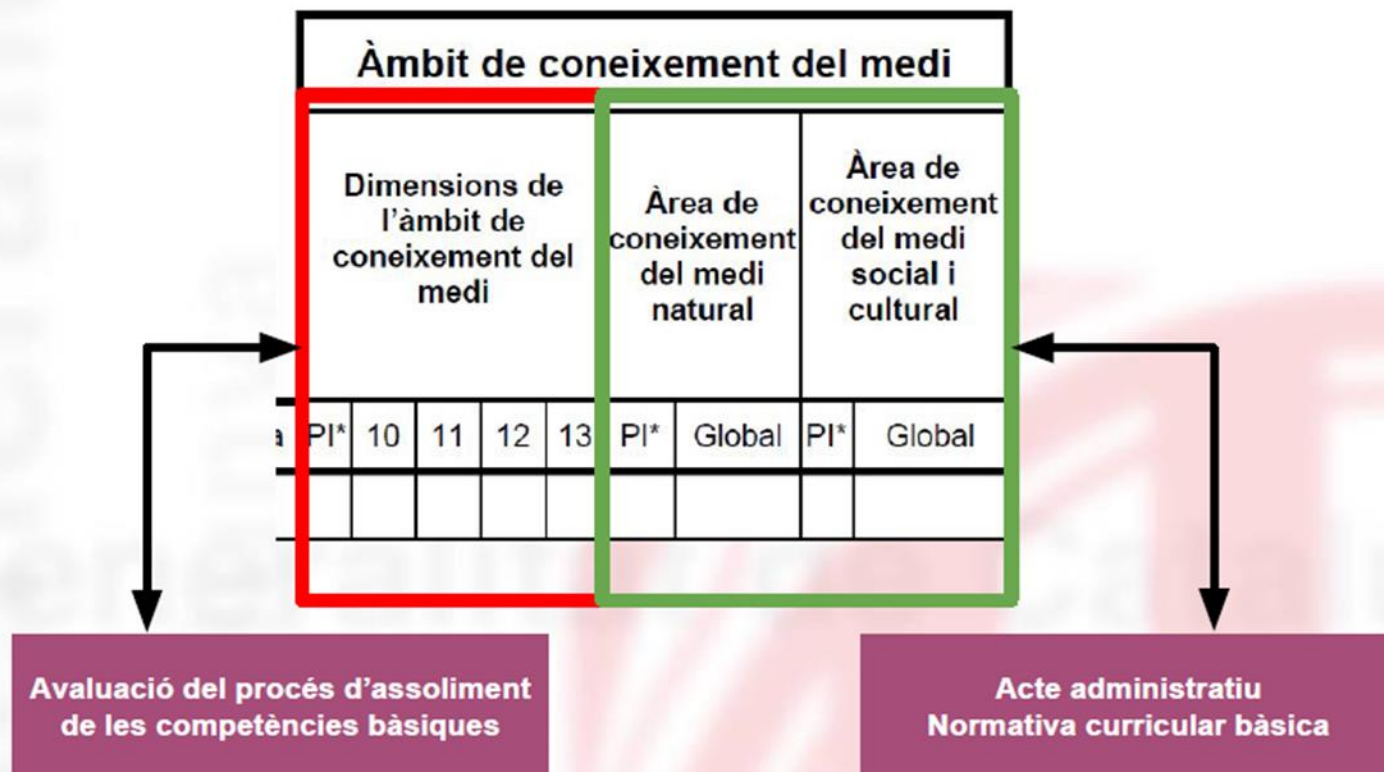 Àmbit de coneixement del medi
Dimensions de
l'àmbit de
coneixement del
medi
Àrea de
coneixement
del medi
natural
Àrea de
coneixement
del medi
social i
cultural
a PI* 10 11 12 13 PI* Global PI* Global
Avaluació del procés d'assoliment
de les competències bàsiques
Acte administratiu
Normativa curricular bàsica